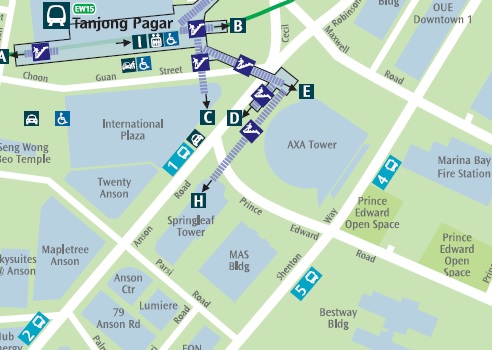 EW15
Tanjong Pagar
A
I
B
Cecil
Robinson
Maxwell
OUE
Downtown 1
Road
Choon
Guan
Street
C
D
E
International
Plaza
AXA Tower
Seng Wong
Beo Temple
1
4
Marina Bay
Fire Station
Twenty
Anson
Road
H
Prince
Edward
Road
Way
Prince
Edward
Open Space
Springleaf
Tower
Anson
Mapletree
Anson
MAS
Bldg
Prince
Edward
Open
Space
Skysuites
@ Anson
Parsi
Road
Shenton
5
Anson
Ctr
Lumiere
79
Anson Rd
Road
Bestway
Bldg
2
Hub
FON